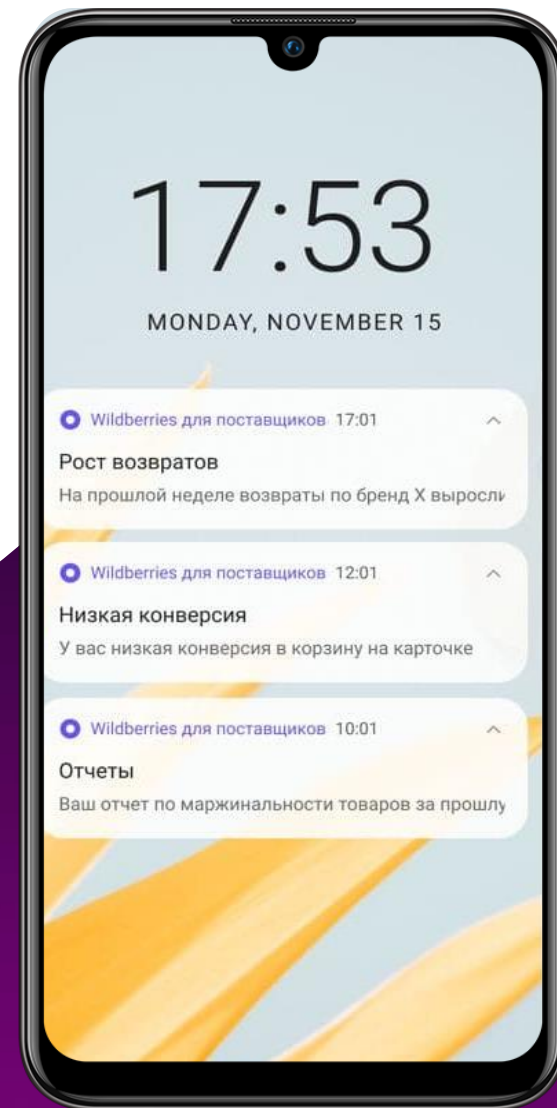 17:53
MONDAY, NOVEMBER 15
Wildberries для поставщиков 17:01
Рост возвратов
На прошлой неделе возвраты по бренд X выросли
Wildberries для поставщиков 12:01
Низкая конверсия
У вас низкая конверсия в корзину на карточке
Wildberries для поставщиков 10:01
Отчеты
Ваш отчет по маржинальности товаров за прошлу